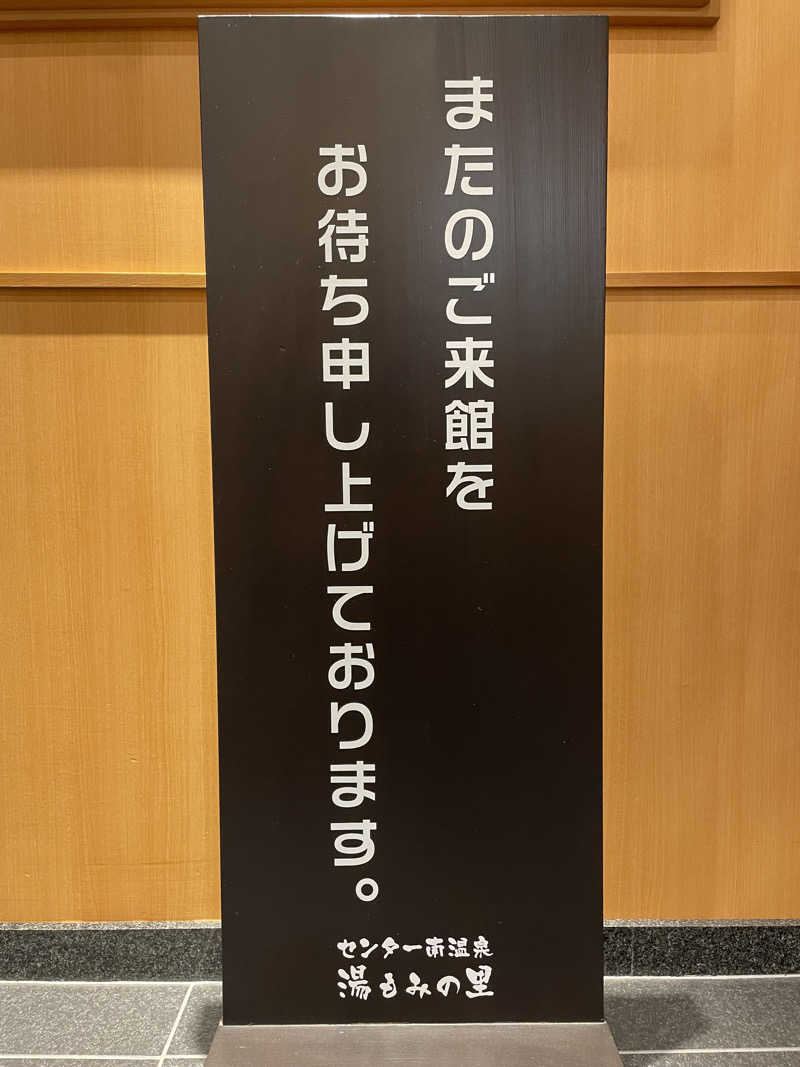 またのご来館を
お待ち申し上げております。
センター南温泉
湯もみの里